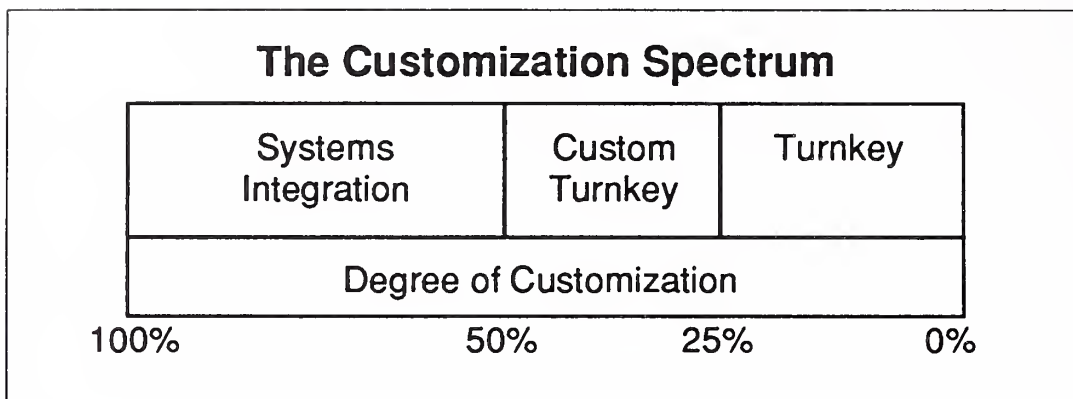 The Customization Spectrum
Systems
Integration
Custom
Turnkey
Turnkey
Degree of Customization
100% 50% 25% 0%